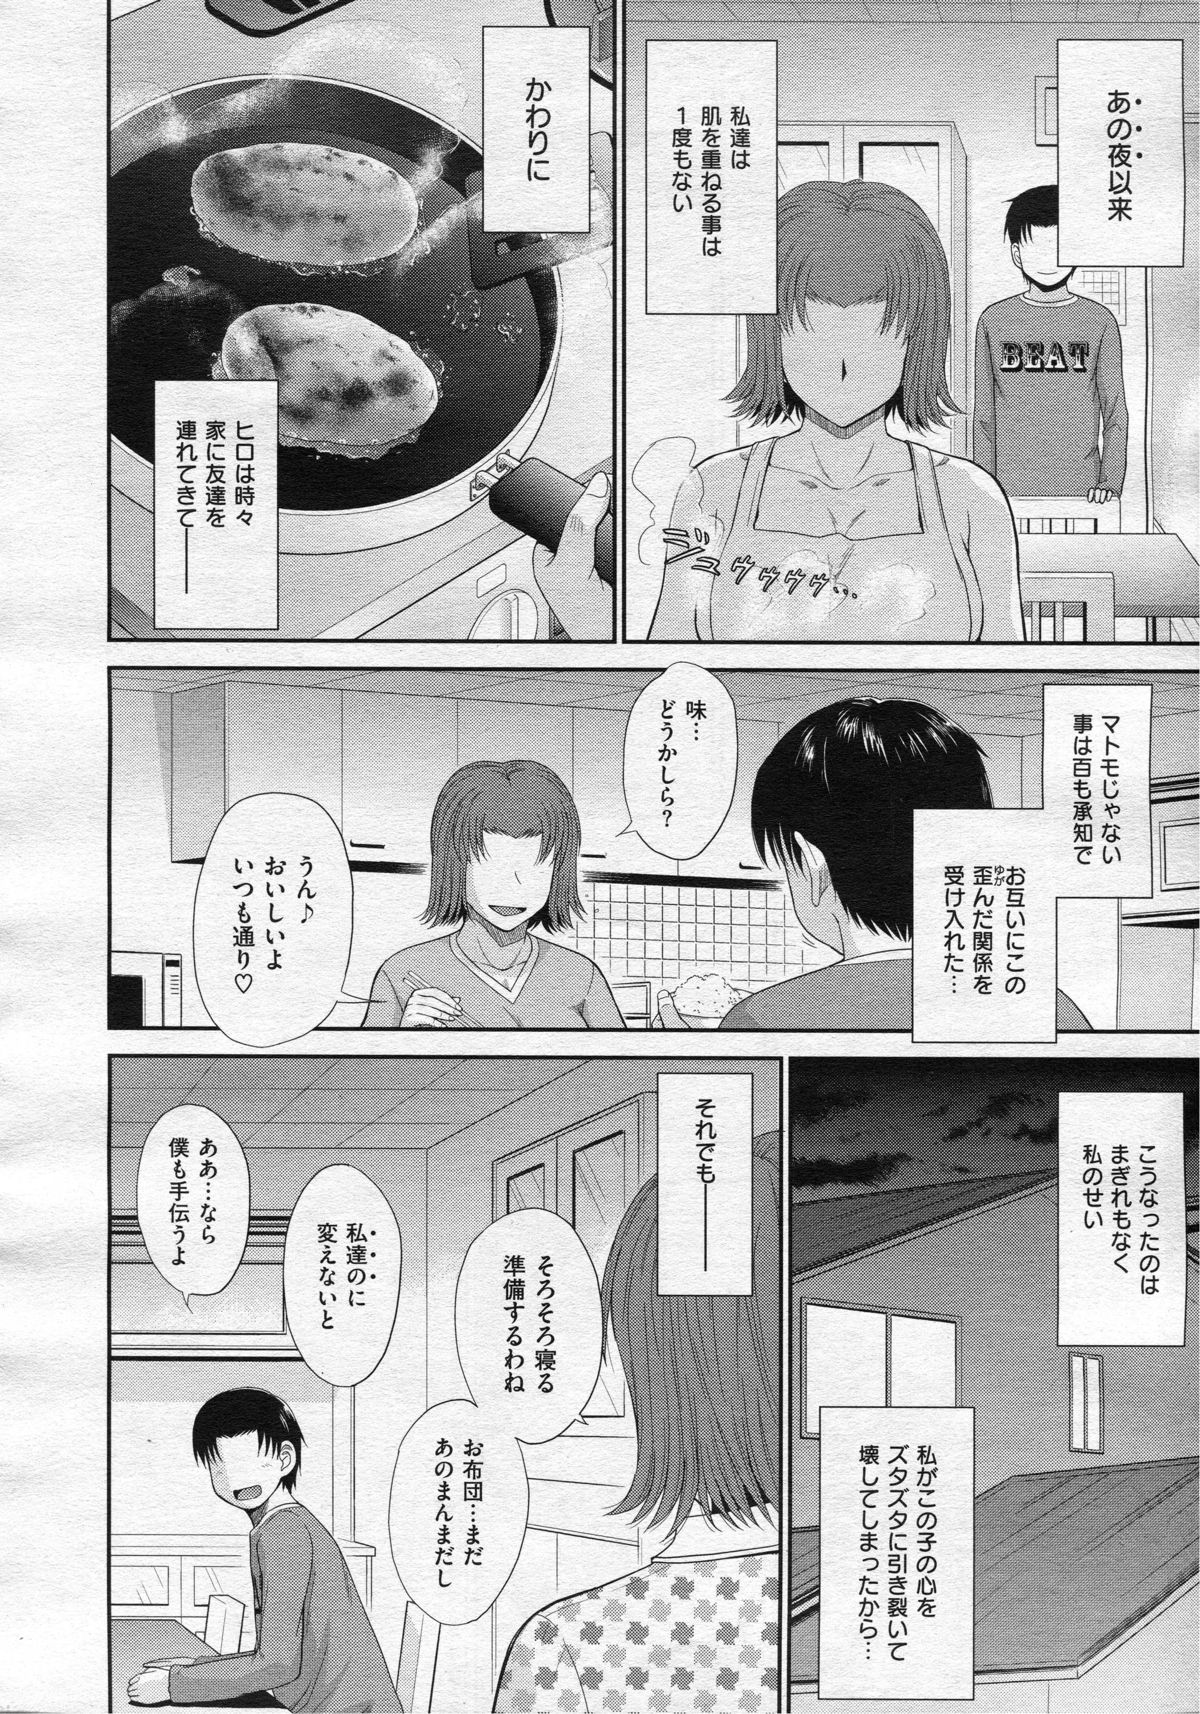 あの夜以来
BEAT
私達は
肌を重ねる事は
１度もない
ジュゥゥゥゥ…
かわりに
ヒロは時々
家に友達を
連れてきて――
マトモじゃない
事は百も承知で
お互いにこの
歪んだ関係を
ゆが
受け入れた…
味…
どうかしら？
うん♪
おいしいよ
いつも通り♡
こうなったのは
まぎれもなく
私のせい
私がこの子の心を
ズタズタに引き裂いて
壊してしまったから…
それでも――
そろそろ寝る
準備するわね
お布団…まだ
あのまんまだし
私達のに
変えないと
ああ…なら
僕も手伝うよ